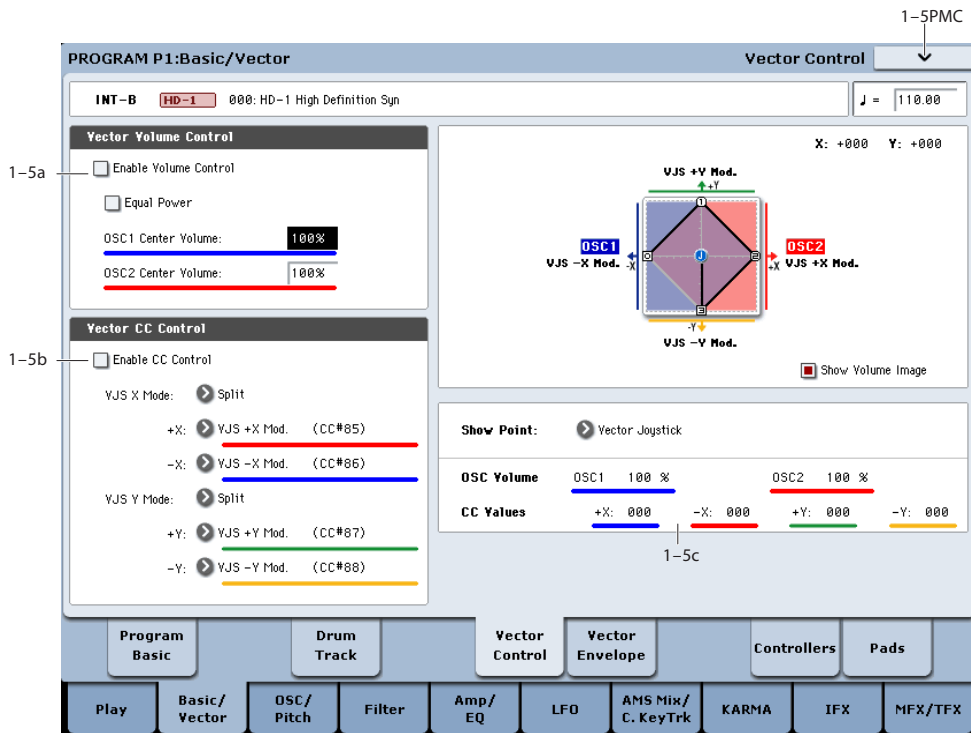 1–5PMC
PROGRAM P1:Basic/Vector
Vector Control
INT-B HD-1 000: HD-1 High Definition Syn
♩ = 110.00
Vector Volume Control
1–5a
Enable Volume Control
Equal Power
OSC1 Center Volume: 100%
OSC2 Center Volume: 100%
X: +000 Y: +000
VJS +Y Mod.
+Y
1
OSC1
VJS -X Mod.
-X
0
2
+X
OSC2
VJS +X Mod.
3
-Y
VJS -Y Mod.
Show Volume Image
Vector CC Control
1–5b
Enable CC Control
VJS X Mode: Split
+X: VJS +X Mod. (CC#85)
-X: VJS -X Mod. (CC#86)
VJS Y Mode: Split
+Y: VJS +Y Mod. (CC#87)
-Y: VJS -Y Mod. (CC#88)
Show Point: Vector Joystick
OSC Volume OSC1 100 % OSC2 100 %
CC Values +X: 000 -X: 000 +Y: 000 -Y: 000
1–5c
Program Basic
Drum Track
Vector Control
Vector Envelope
Controllers
Pads
Play
Basic/ Vector
OSC/ Pitch
Filter
Amp/ EQ
LFO
AMS Mix/ C. KeyTrk
KARMA
IFX
MFX/TFX